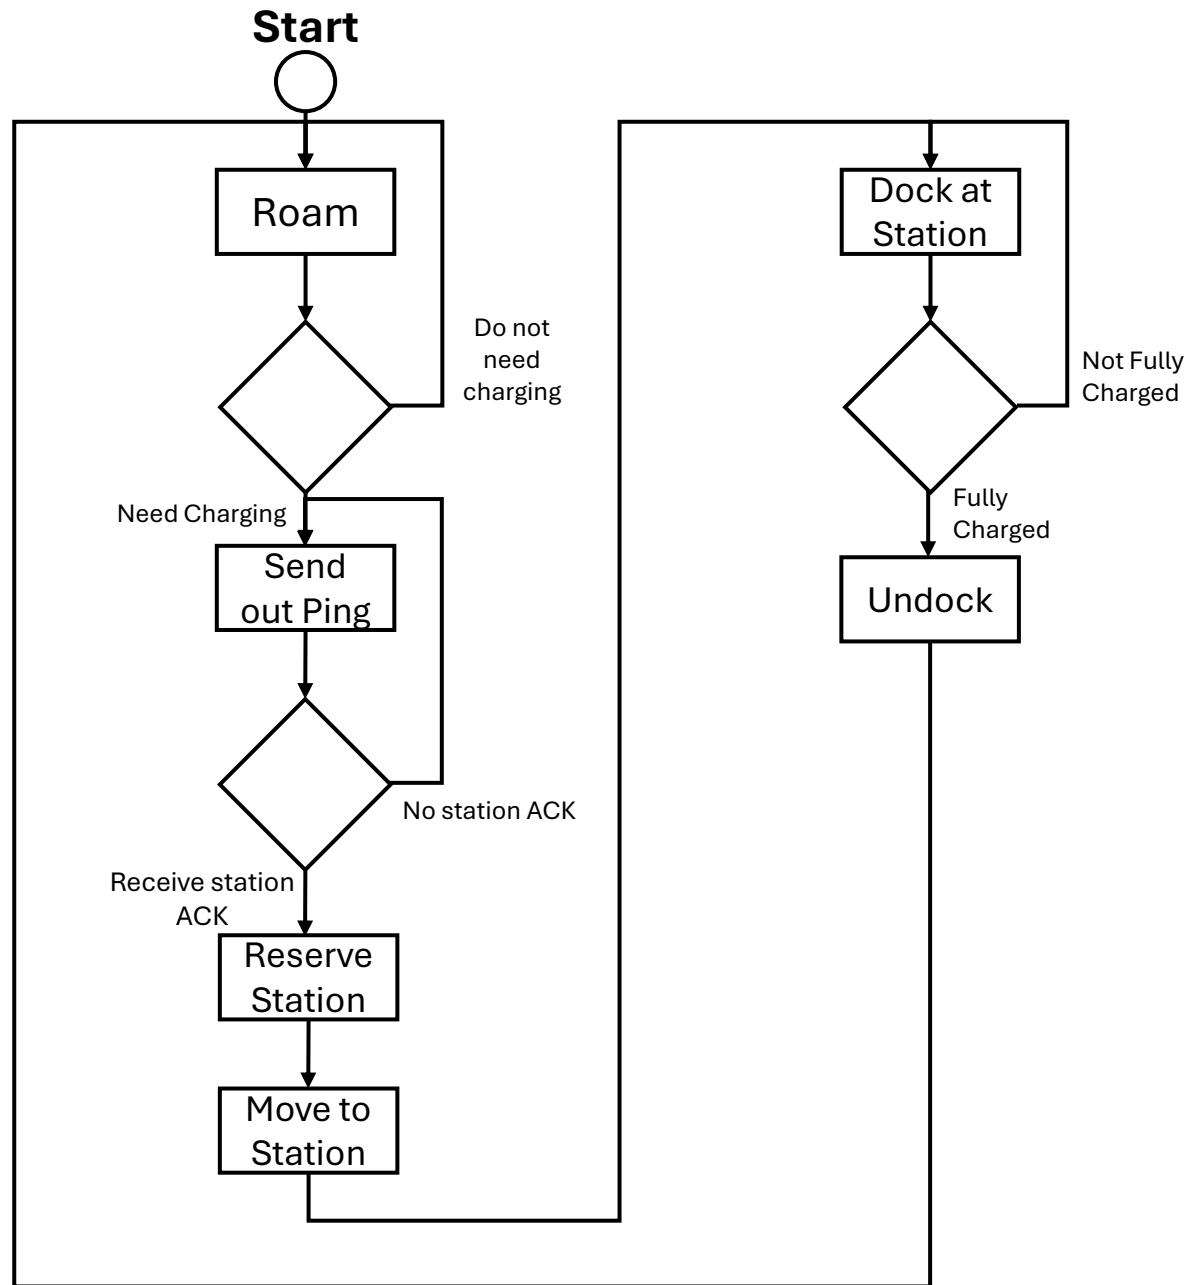 Start
Roam
Do not
need
charging
Need Charging
Send
out Ping
No station ACK
Receive station
ACK
Reserve
Station
Move to
Station
Dock at
Station
Not Fully
Charged
Fully
Charged
Undock